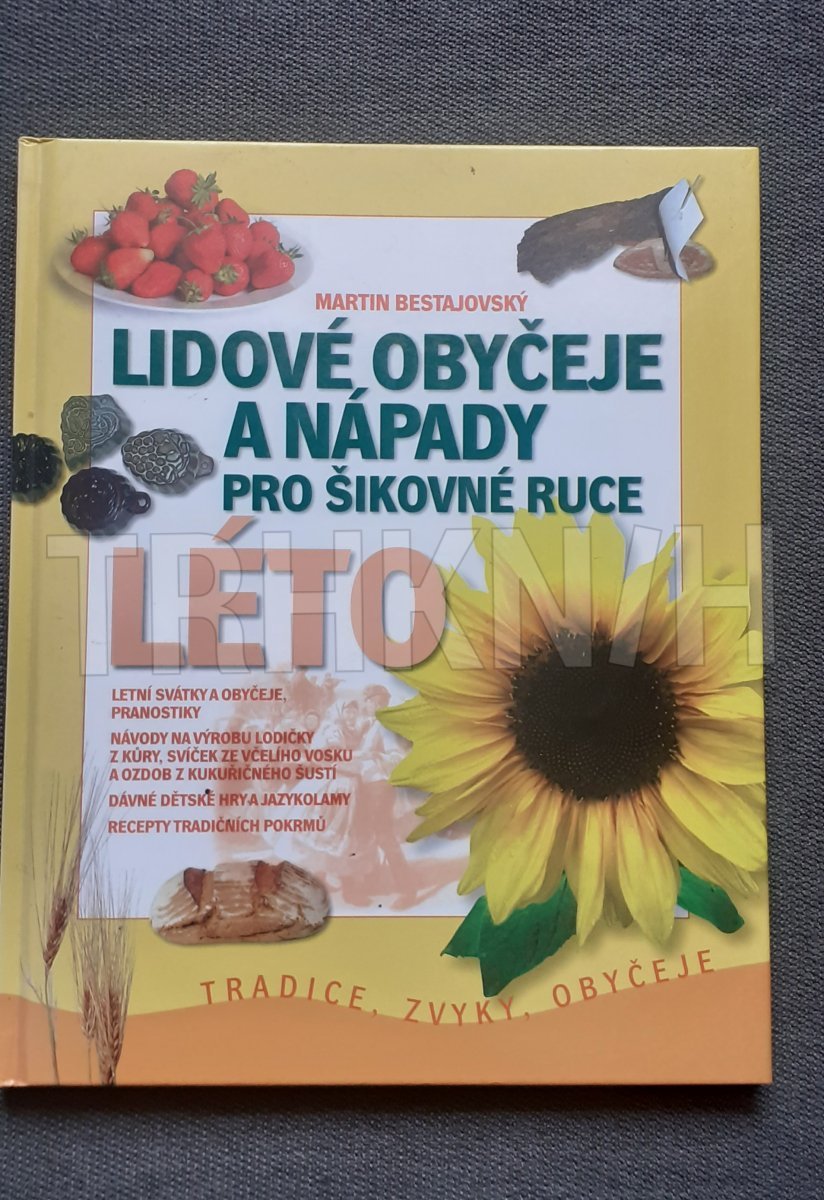 MARTIN BESTAJOVSKÝ
LIDOVÉ OBYČEJE
A NÁPADY
PRO ŠIKOVNÉ RUCE
LÉTO
TRHKNIH
LETNÍ SVÁTKY A OBYČEJE,
PRANOSTIKY
NÁVODY NA VÝROBU LODIČKY
Z KŮRY, SVÍČEK ZE VČELÍHO VOSKU
A OZDOB Z KUKUŘIČNÉHO ŠUSTÍ
DÁVNÉ DĚTSKÉ HRY A JAZYKOLAMY
RECEPTY TRADIČNÍCH POKRMŮ
TRADICE, ZVYKY, OBYČEJE